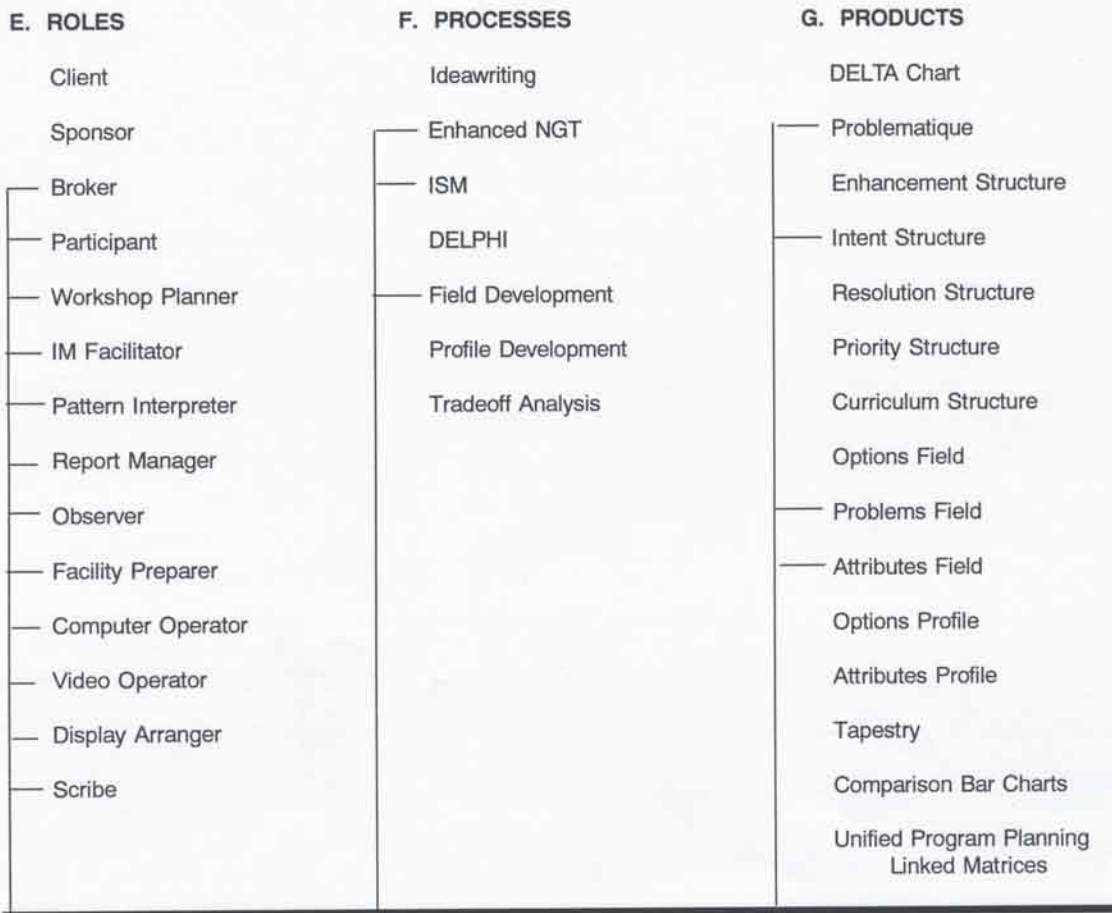 E. ROLES
Client
Sponsor
Broker
Participant
Workshop Planner
IM Facilitator
Pattern Interpreter
Report Manager
Observer
Facility Preparer
Computer Operator
Video Operator
Display Arranger
Scribe
F. PROCESSES
Ideawriting
Enhanced NGT
ISM
DELPHI
Field Development
Profile Development
Tradeoff Analysis
G. PRODUCTS
DELTA Chart
Problematique
Enhancement Structure
Intent Structure
Resolution Structure
Priority Structure
Curriculum Structure
Options Field
Problems Field
Attributes Field
Options Profile
Attributes Profile
Tapestry
Comparison Bar Charts
Unified Program Planning
Linked Matrices